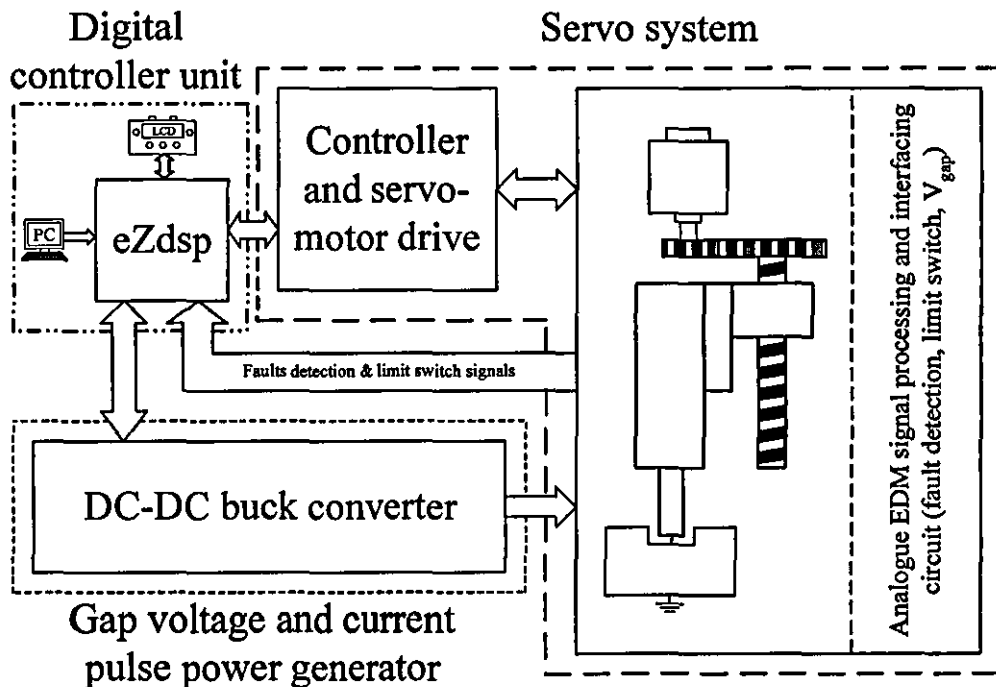 Digital
controller unit
Servo system
LCD
PC
eZdsp
Controller
and servo-
motor drive
Faults detection & limit switch signals
DC-DC buck converter
Gap voltage and current
pulse power generator
Analogue EDM signal processing and interfacing
circuit (fault detection, limit switch, V_gap)